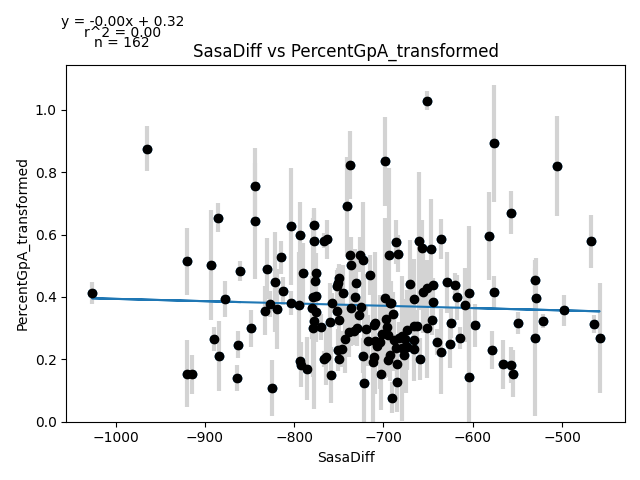 y = -0.00x + 0.32
r^2 = 0.00
n = 162
SasaDiff vs PercentGpA_transformed
PercentGpA_transformed
1.0
0.8
0.6
0.4
0.2
0.0
−1000
−900
−800
−700
−600
−500
SasaDiff